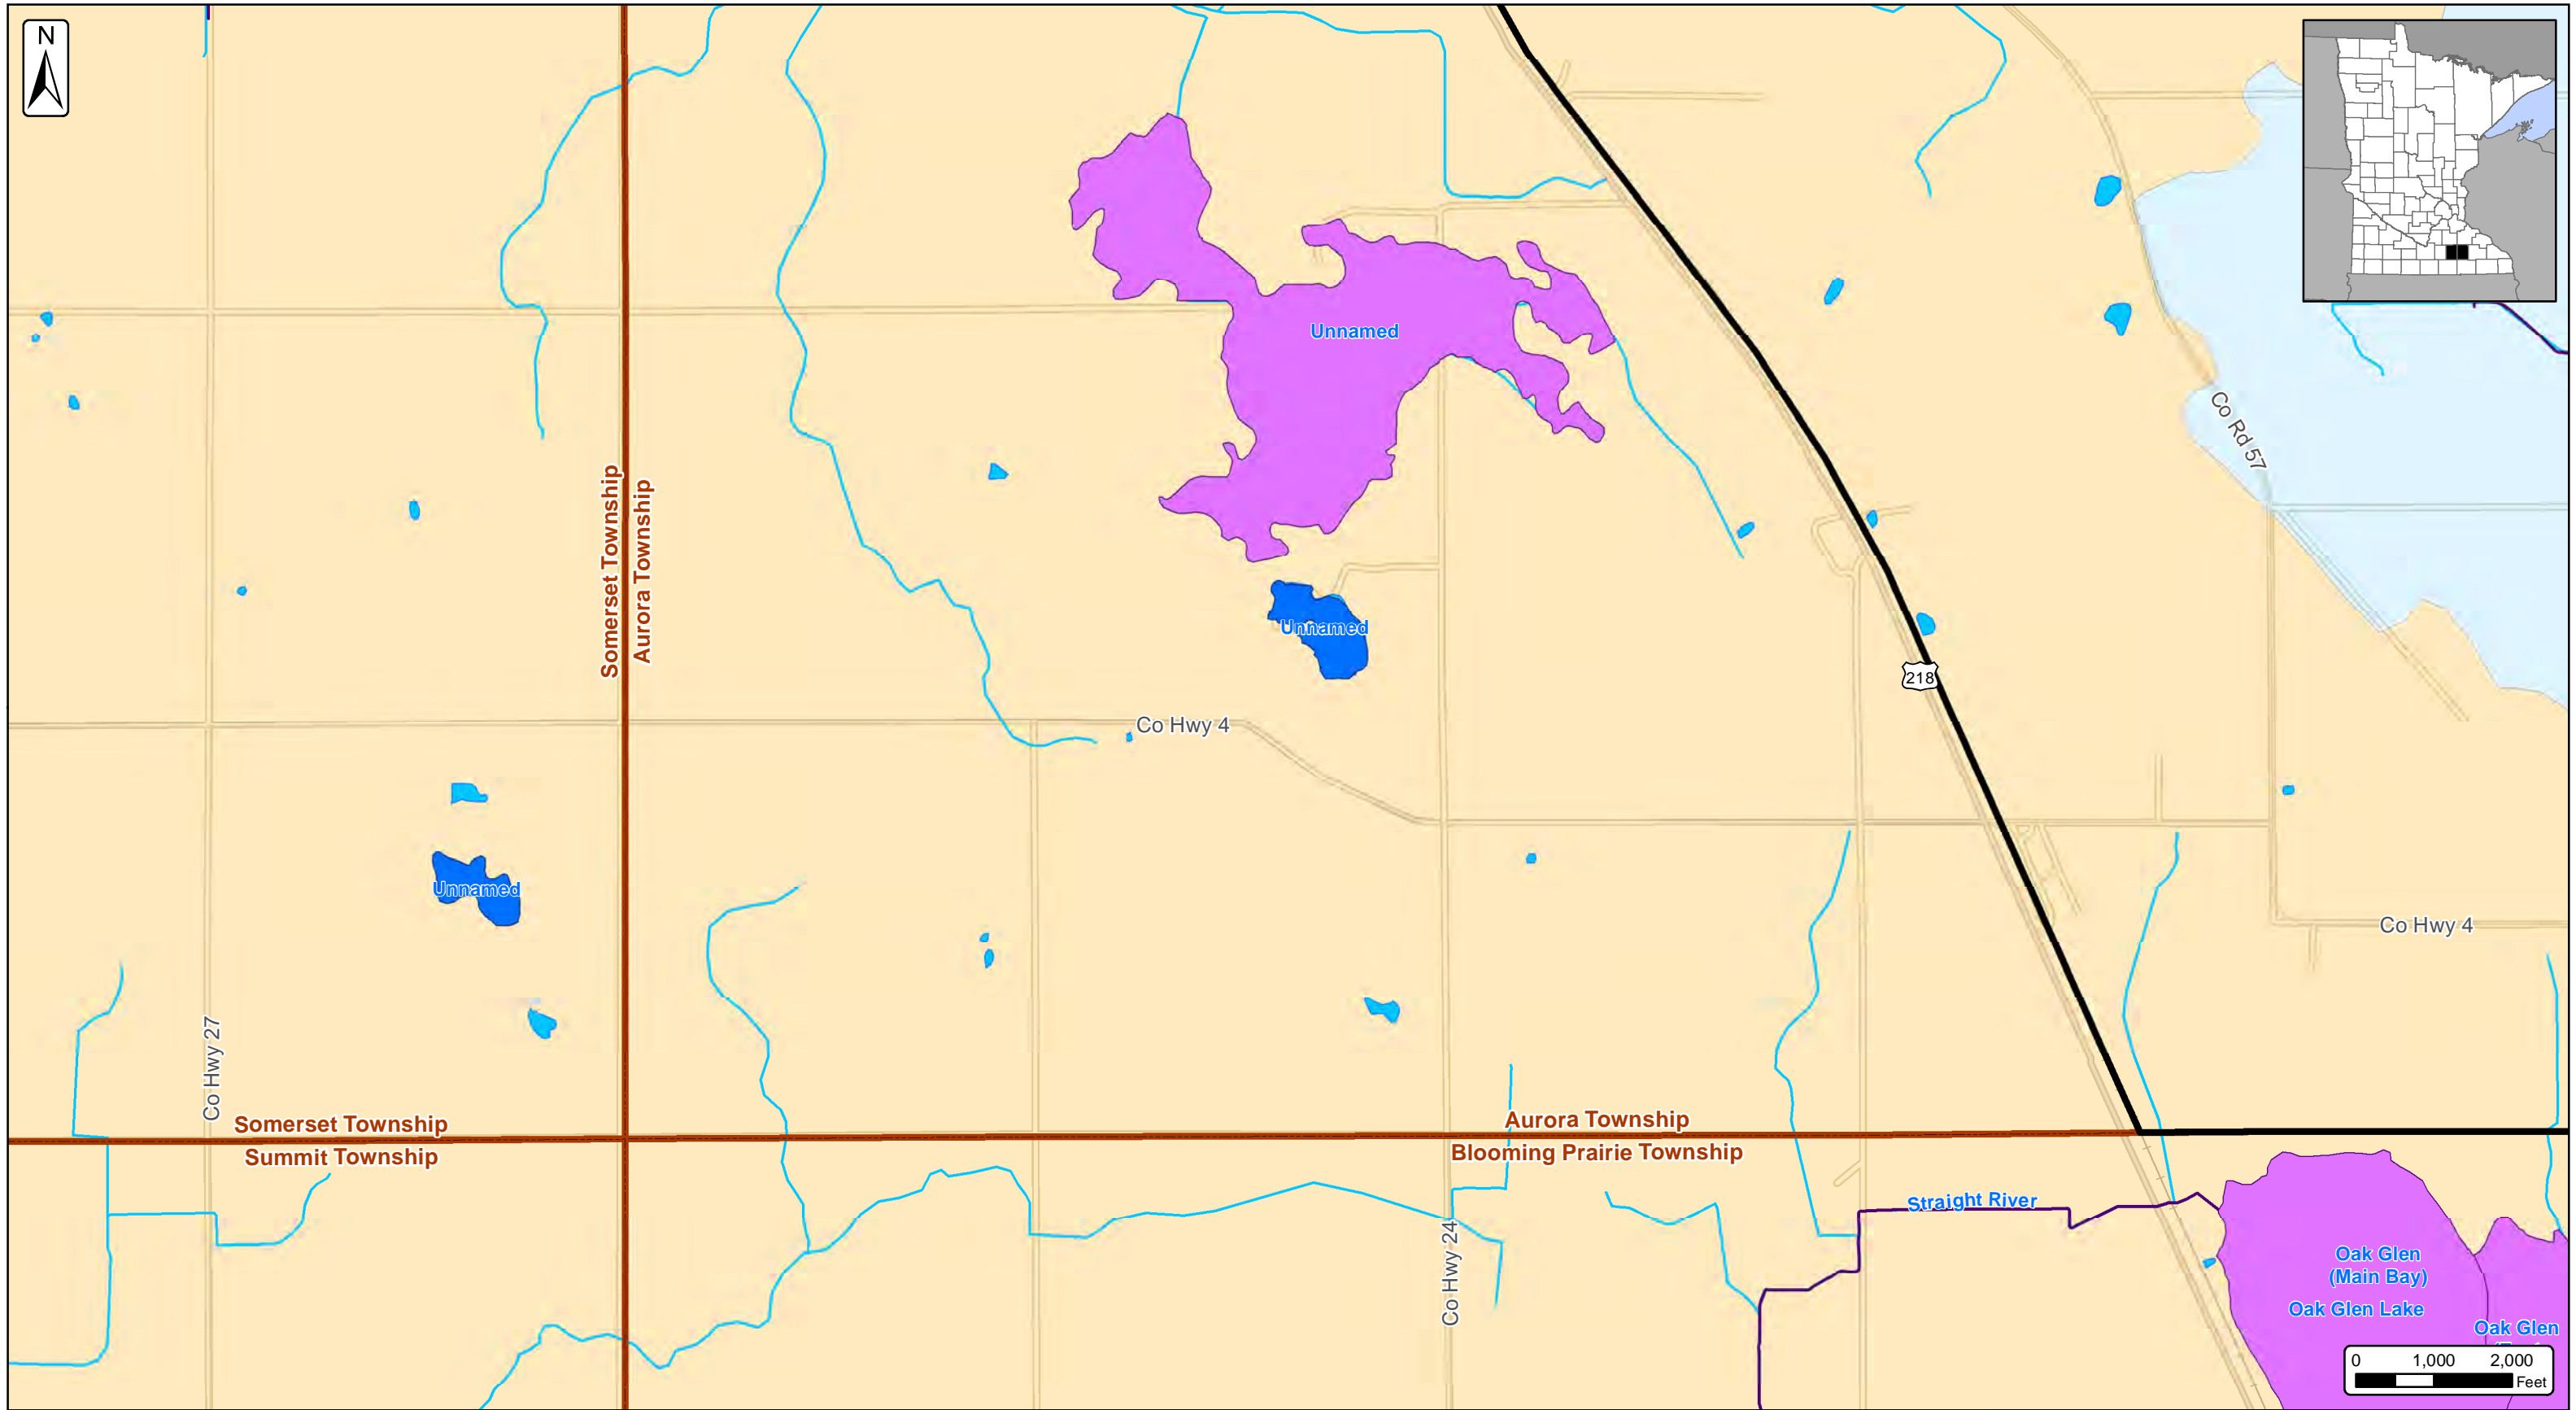 N
Unnamed
Co Rd 57
Somerset Township
Aurora Township
Unnamed
218
Co Hwy 4
Unnamed
Co Hwy 4
Co Hwy 27
Somerset Township
Aurora Township
Summit Township
Blooming Prairie Township
Straight River
Co Hwy 24
Oak Glen
(Main Bay)
Oak Glen Lake
Oak Glen
0 1,000 2,000
Feet